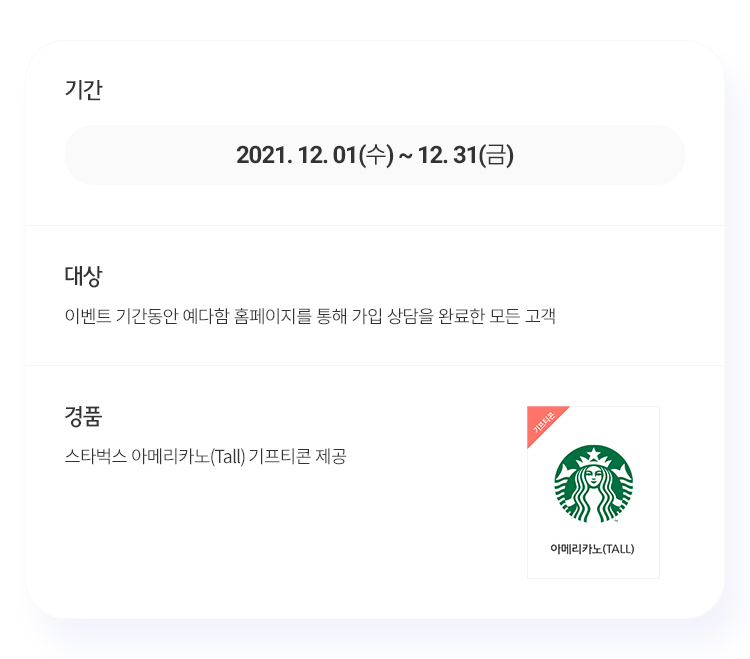 기간
2021. 12. 01(수) ~ 12. 31(금)
대상
이벤트 기간동안 예다함 홈페이지를 통해 가입 상담을 완료한 모든 고객
경품
스타벅스 아메리카노(Tall) 기프티콘 제공
기프티콘
아메리카노(TALL)